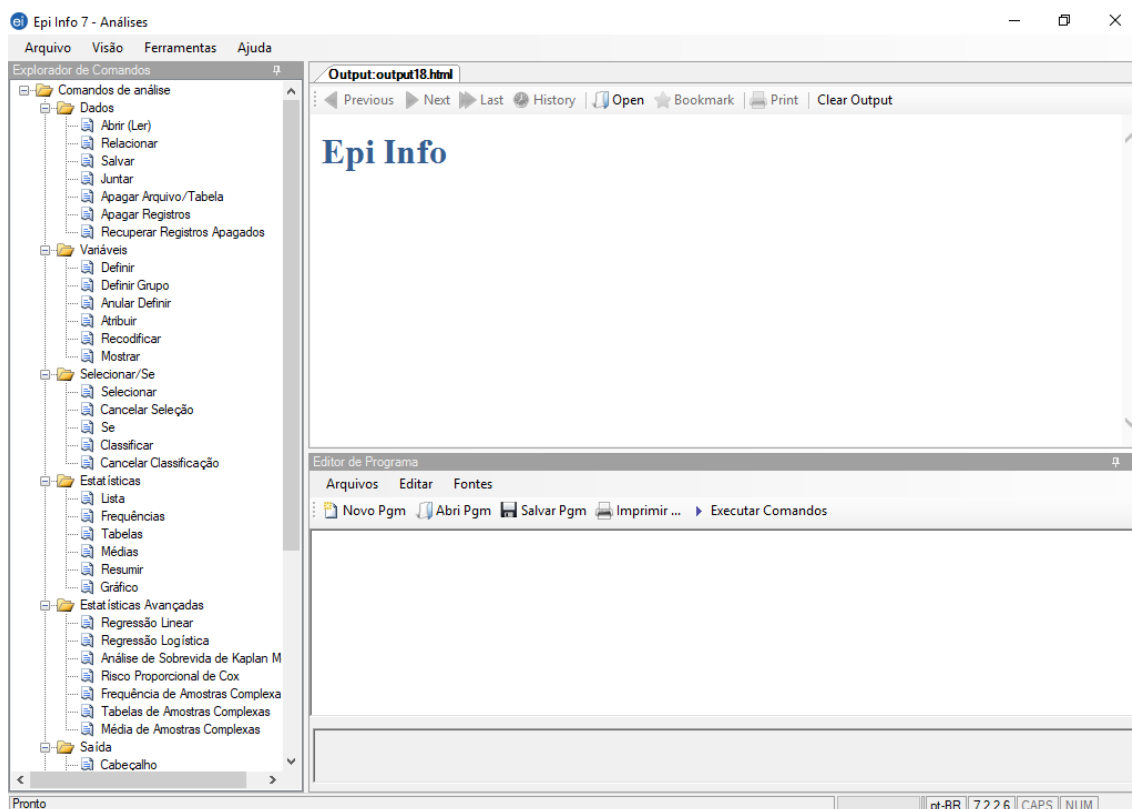 Epi Info 7 - Análises
Arquivo Visão Ferramentas Ajuda
Explorador de Comandos
Comandos de análise
Dados
Abrir (Ler)
Relacionar
Salvar
Juntar
Apagar Arquivo/Tabela
Apagar Registros
Recuperar Registros Apagados
Variáveis
Definir
Definir Grupo
Anular Definir
Atribuir
Recodificar
Mostrar
Selecionar/Se
Selecionar
Cancelar Seleção
Se
Classificar
Cancelar Classificação
Estatísticas
Lista
Frequências
Tabelas
Médias
Resumir
Gráfico
Estatísticas Avançadas
Regressão Linear
Regressão Logística
Análise de Sobrevida de Kaplan M
Risco Proporcional de Cox
Frequência de Amostras Complexa
Tabelas de Amostras Complexas
Média de Amostras Complexas
Saída
Cabeçalho
Output:output18.html
Previous Next Last History Open Bookmark Print Clear Output
Epi Info
Editor de Programa
Arquivos Editar Fontes
Novo Pgm Abri Pgm Salvar Pgm Imprimir ... Executar Comandos
Pronto
pt-BR 7.2.2.6 CAPS NUM